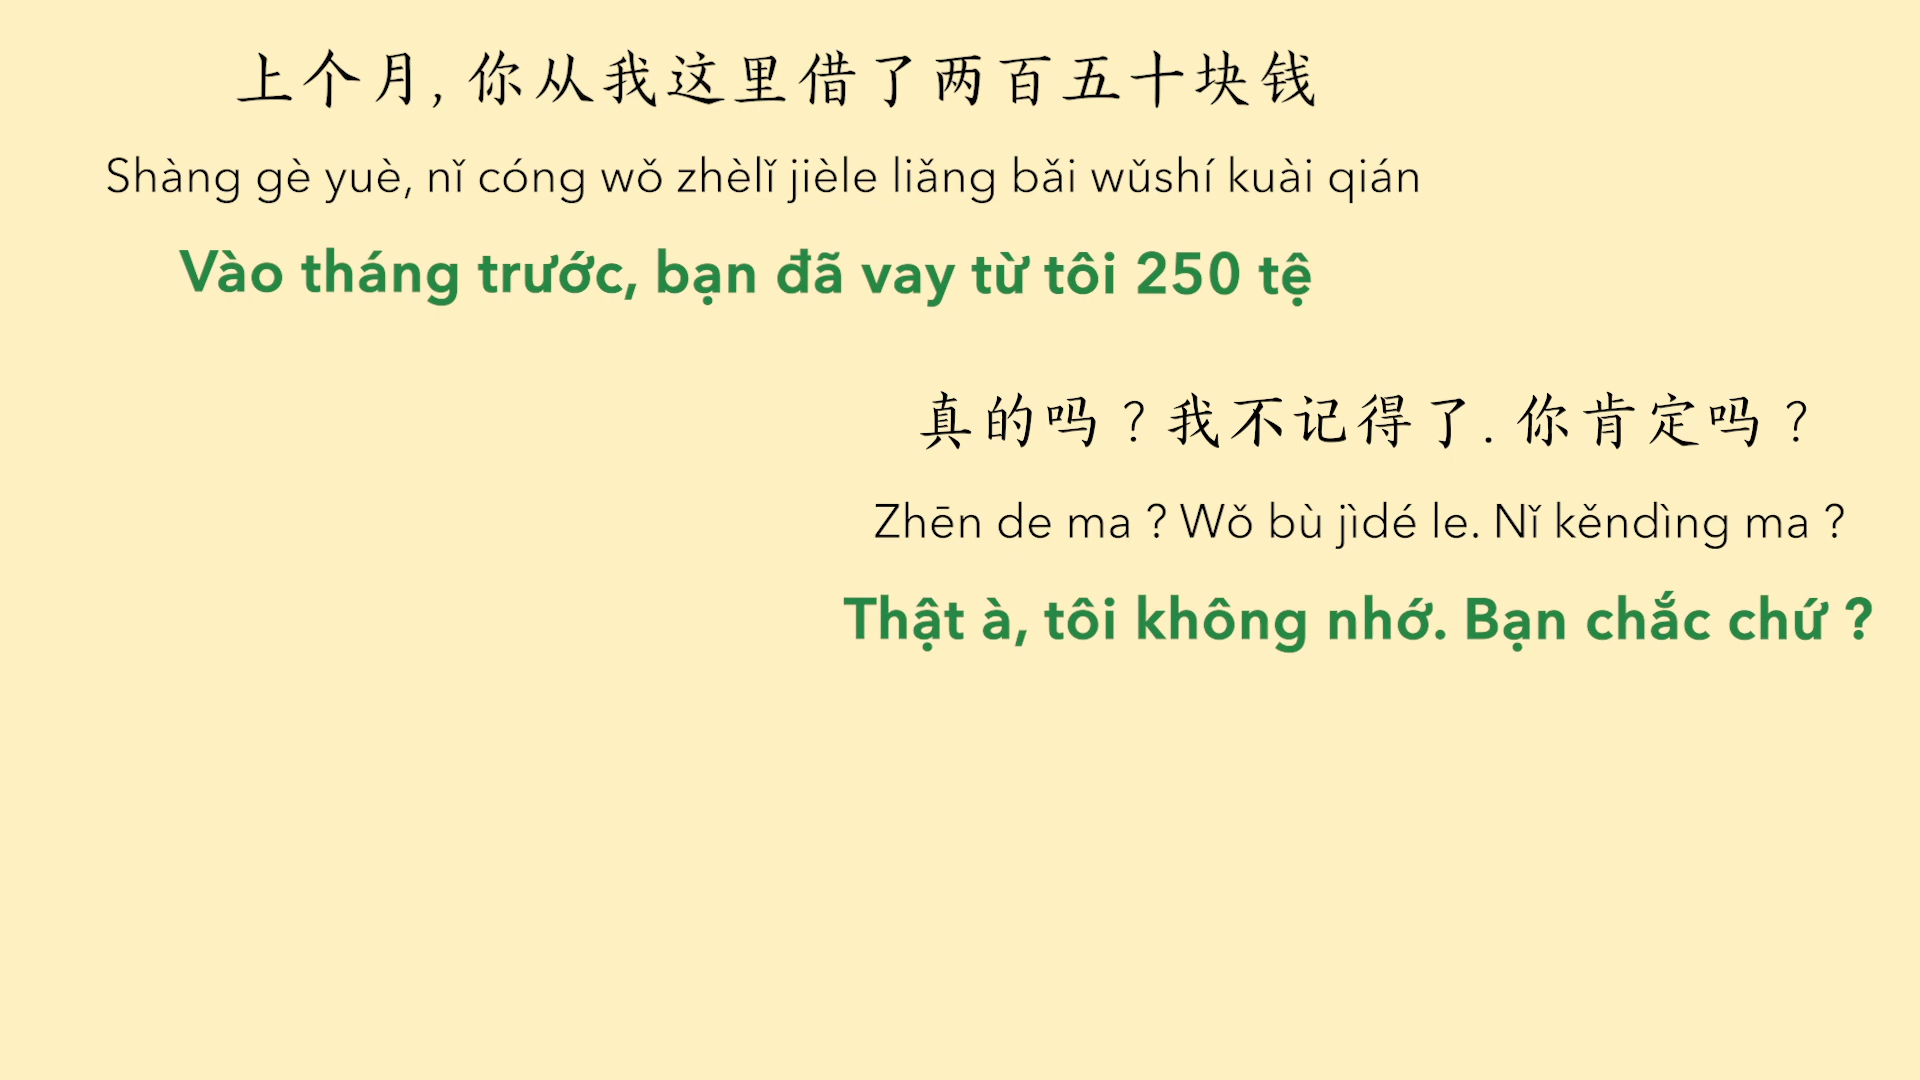 上个月, 你从我这里借了两百五十块钱
Shàng gè yuè, nǐ cóng wǒ zhèlǐ jièle liǎng bǎi wǔshí kuài qián
Vào tháng trước, bạn đã vay từ tôi 250 tệ
真的吗 ? 我不记得了. 你肯定吗 ?
Zhēn de ma ? Wǒ bù jìdé le. Nǐ kěndìng ma ?
Thật à, tôi không nhớ. Bạn chắc chứ ?